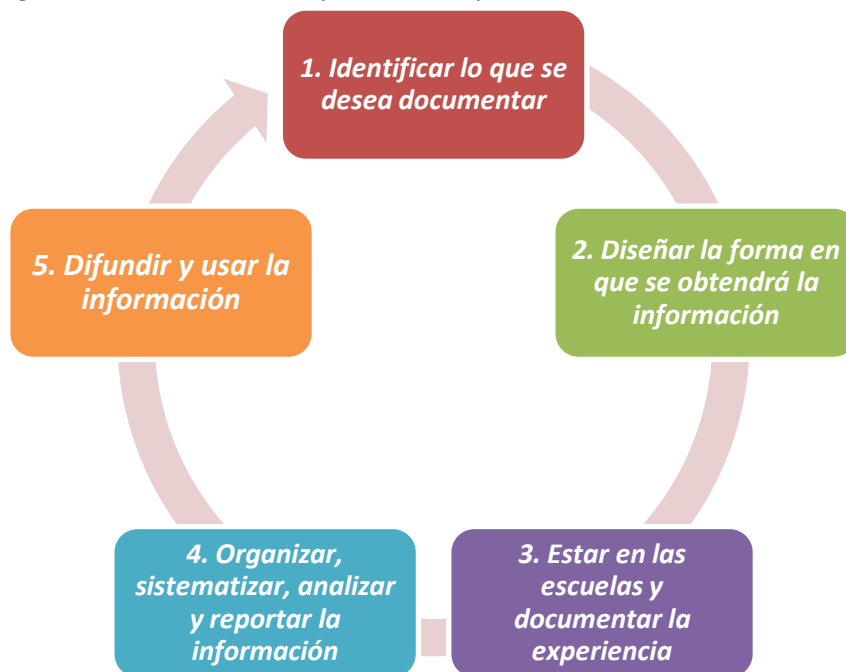 1. Identificar lo que se
desea documentar
2. Diseñar la forma en
que se obtendrá la
información
3. Estar en las
escuelas y
documentar la
experiencia
4. Organizar,
sistematizar, analizar
y reportar la
información
5. Difundir y usar la
información